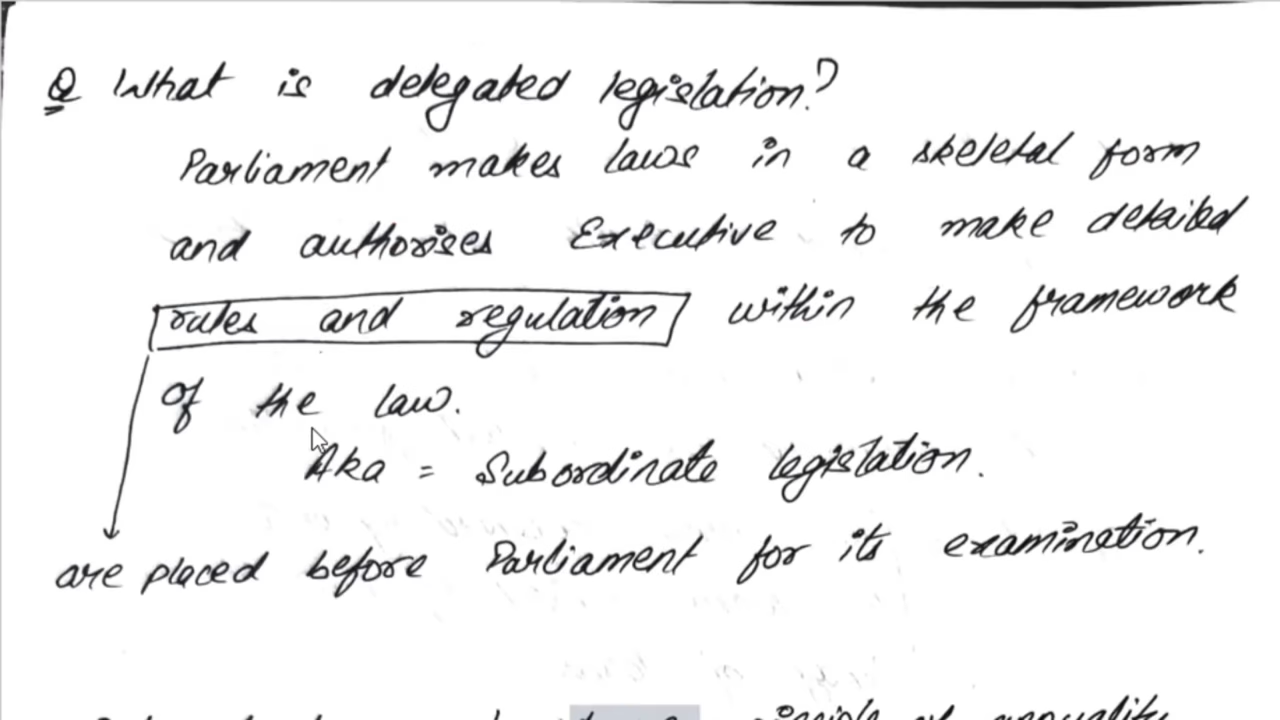 Q What is delegated legislation?
Parliament makes laws in a skeletal form
and authorises Executive to make detailed
rules and regulation within the framework
of the law.
Aka = Subordinate legislation.
are placed before Parliament for its examination.